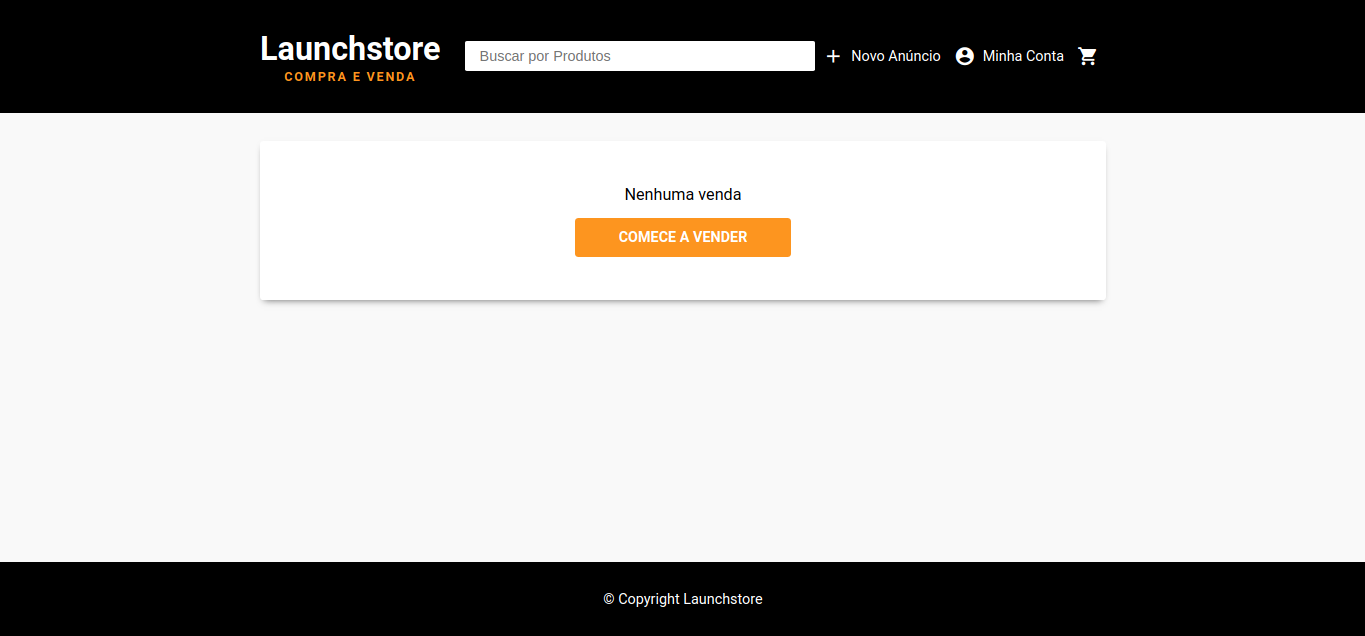 Launchstore
COMPRA E VENDA
Buscar por Produtos
Novo Anúncio
Minha Conta
Nenhuma venda
COMECE A VENDER
© Copyright Launchstore